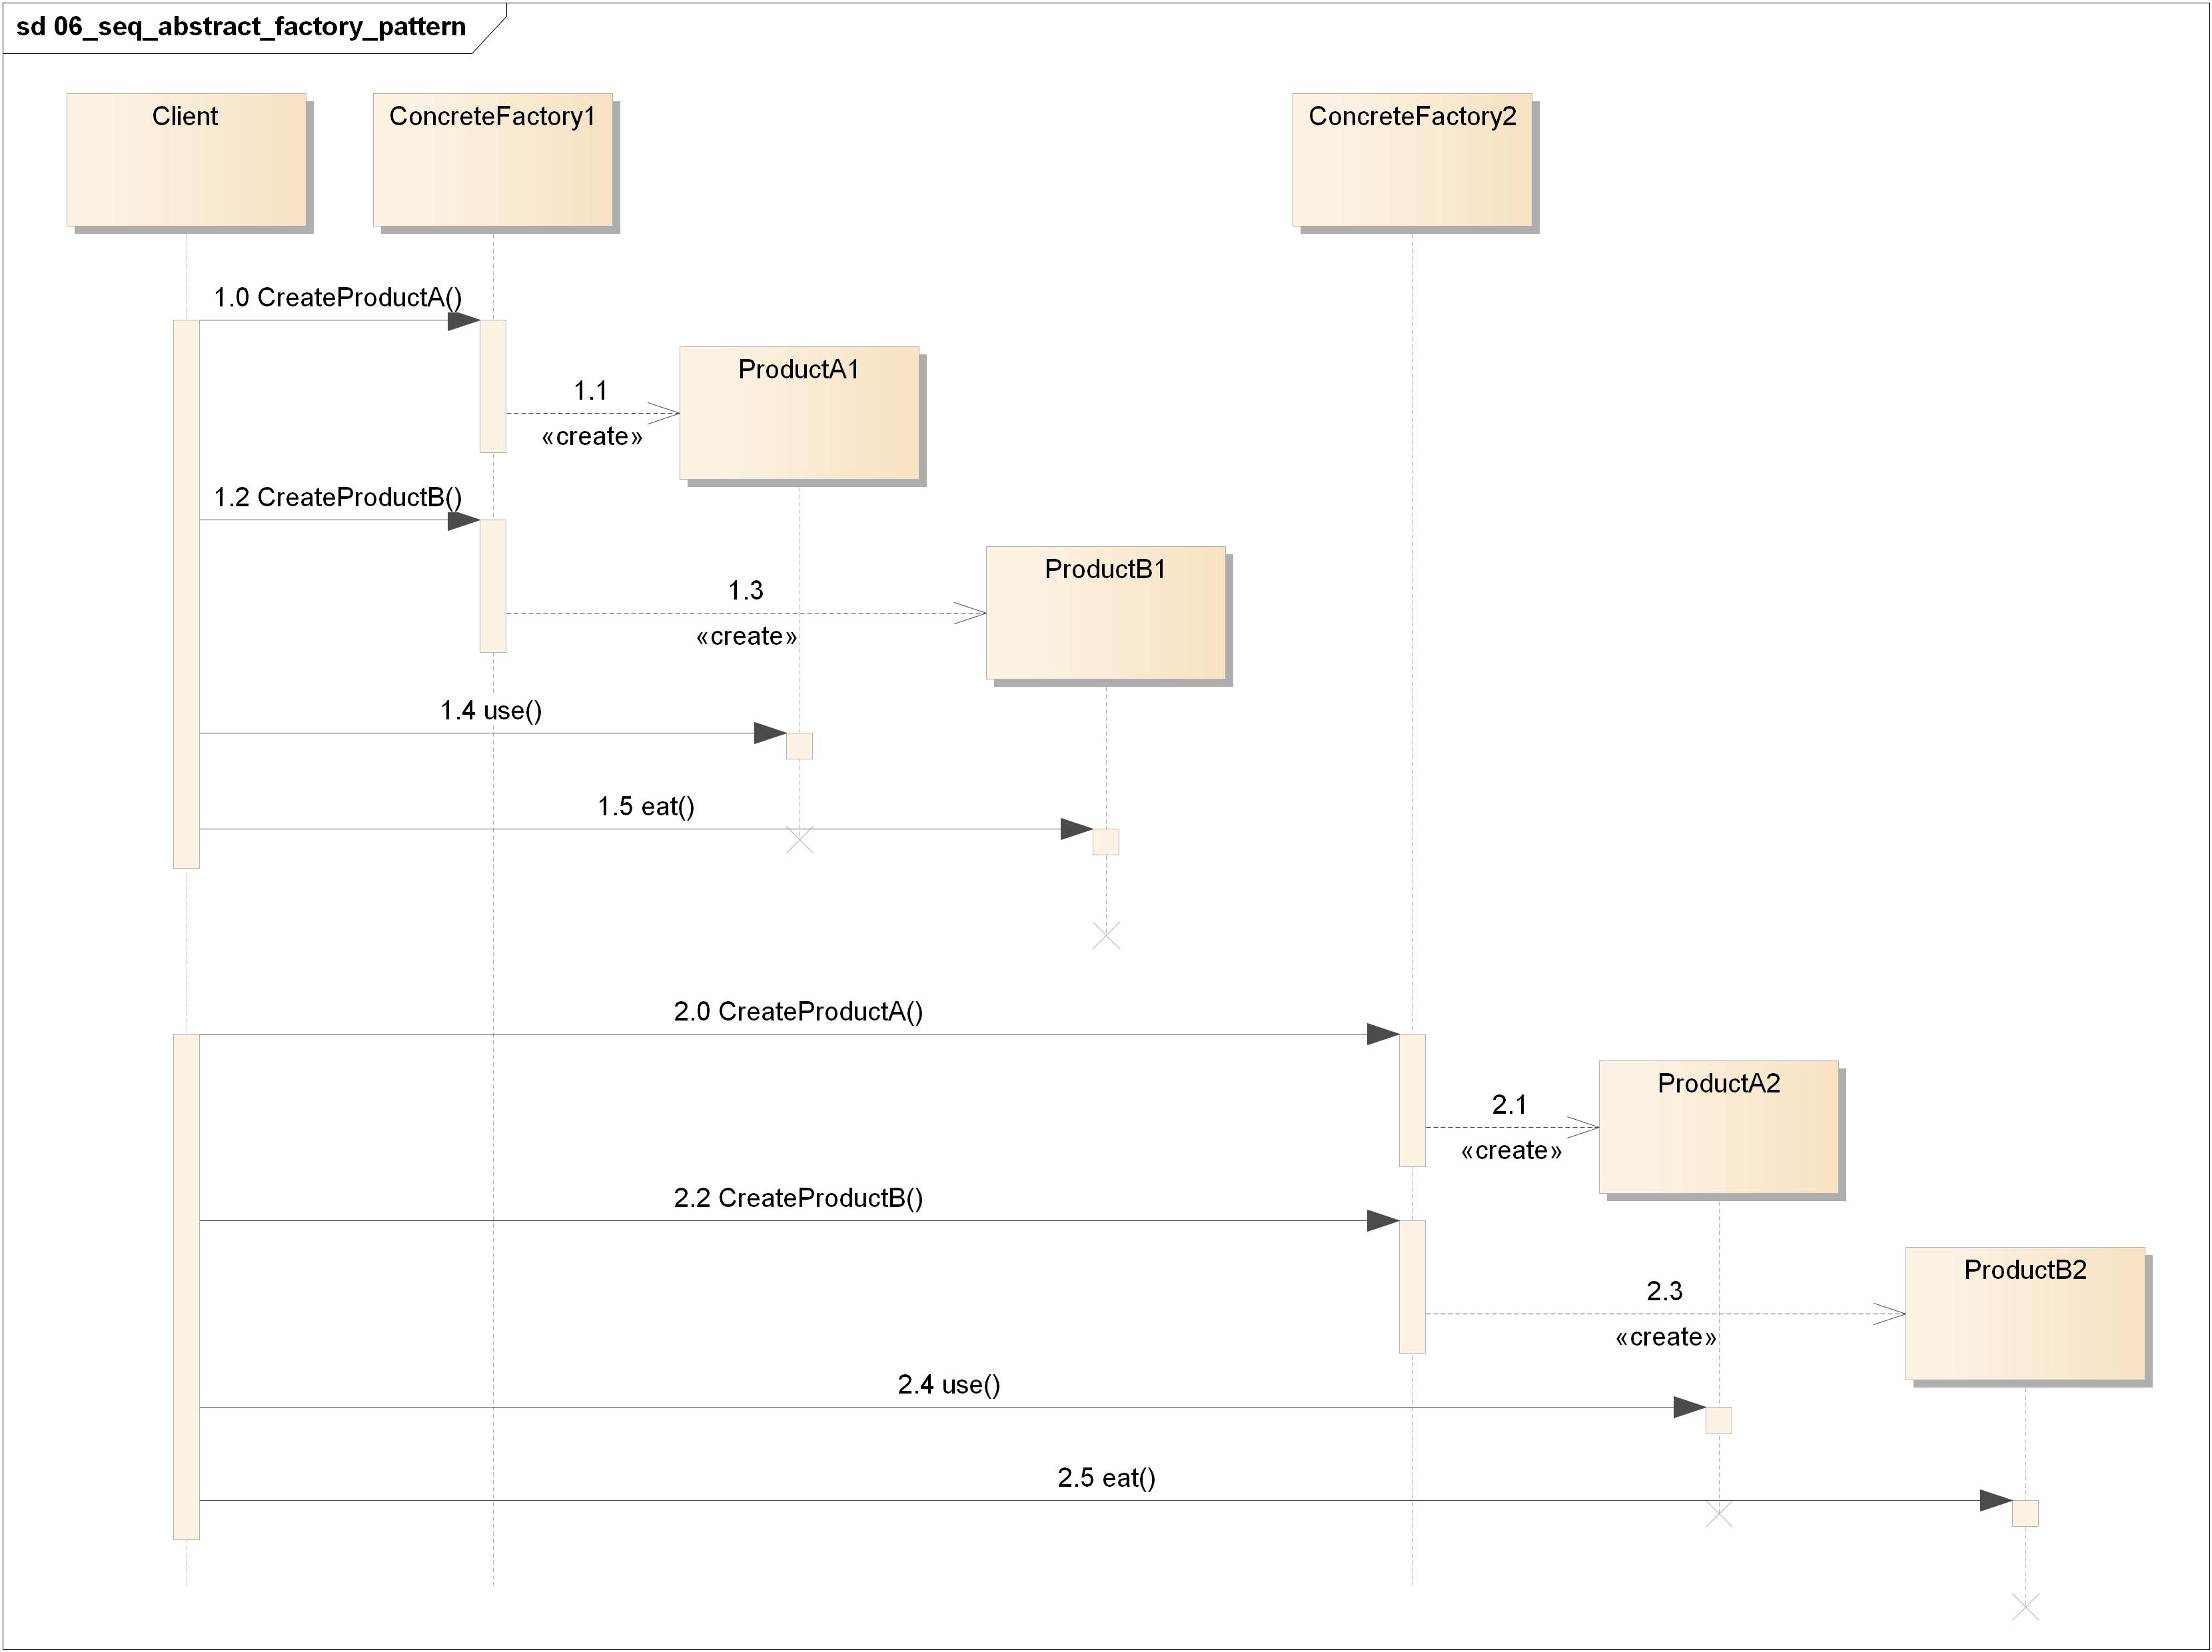 sd 06_seq_abstract_factory_pattern
Client
ConcreteFactory1
ConcreteFactory2
1.0 CreateProductA()
ProductA1
1.1
«create»
1.2 CreateProductB()
ProductB1
1.3
«create»
1.4 use()
1.5 eat()
2.0 CreateProductA()
ProductA2
2.1
«create»
2.2 CreateProductB()
ProductB2
2.3
«create»
2.4 use()
2.5 eat()